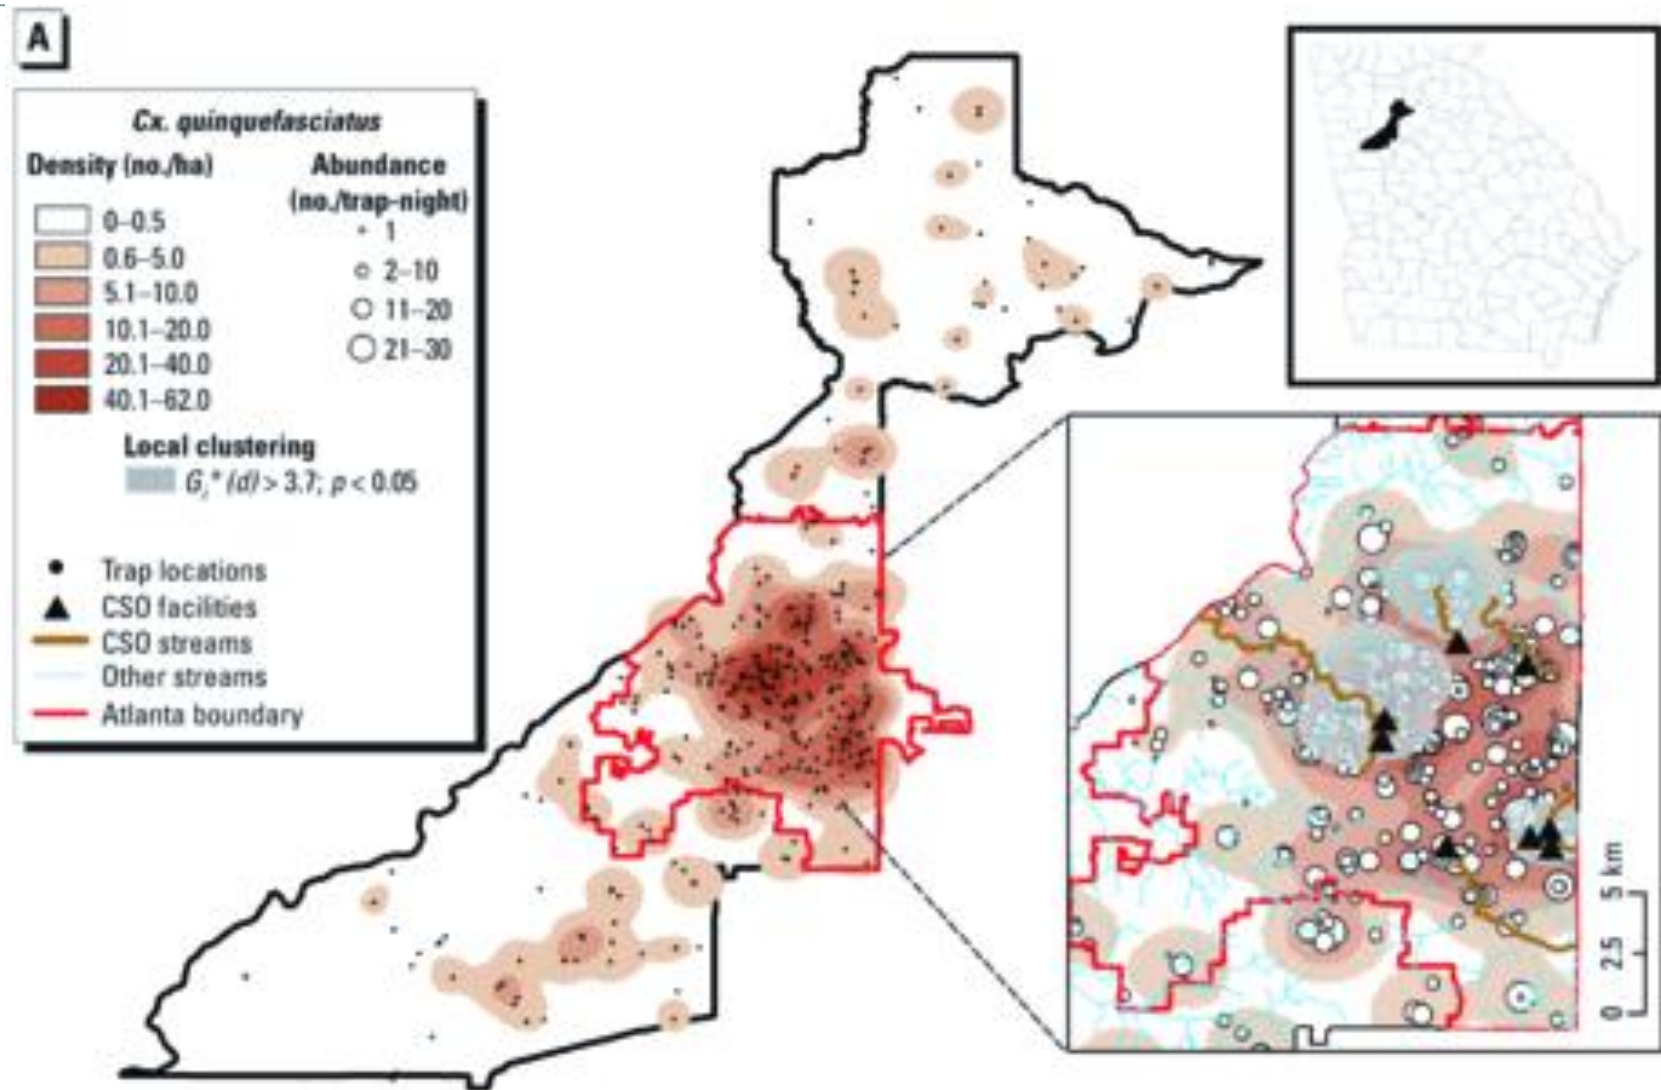 A
Cx. quinquefasciatus
Density (no./ha)
0–0.5
0.6–5.0
5.1–10.0
10.1–20.0
20.1–40.0
40.1–62.0
Abundance
(no./trap-night)
1
2–10
11–20
21–30
Local clustering
Gi* (d) > 3.7; p < 0.05
Trap locations
CSO facilities
CSO streams
Other streams
Atlanta boundary
0 2.5 5 km